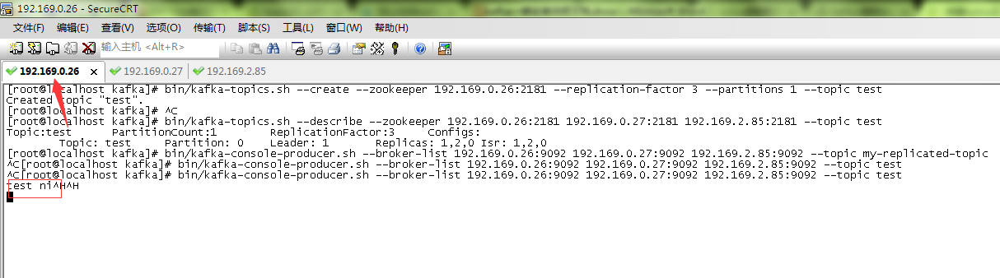 192.169.0.26 - SecureCRT
文件(F) 编辑(E) 查看(V) 选项(O) 传输(T) 脚本(S) 工具(L) 窗口(W) 帮助(H)
输入主机 <Alt+R>
192.169.0.26 × 192.169.0.27 192.169.2.85
[root@localhost kafka]# bin/kafka-topics.sh --create --zookeeper 192.169.0.26:2181 --replication-factor 3 --partitions 1 --topic test
Created topic "test".
[root@localhost kafka]# ^C
[root@localhost kafka]# bin/kafka-topics.sh --describe --zookeeper 192.169.0.26:2181 192.169.0.27:2181 192.169.2.85:2181 --topic test
Topic:test PartitionCount:1 ReplicationFactor:3 Configs:
Topic: test Partition: 0 Leader: 1 Replicas: 1,2,0 Isr: 1,2,0
[root@localhost kafka]# bin/kafka-console-producer.sh --broker-list 192.169.0.26:9092 192.169.0.27:9092 192.169.2.85:9092 --topic my-replicated-topic
^C[root@localhost kafka]# bin/kafka-console-producer.sh --broker-list 192.169.0.26:9092 192.169.0.27:9092 192.169.2.85:9092 --topic test
^C[root@localhost kafka]# bin/kafka-console-producer.sh --broker-list 192.169.0.26:9092 192.169.0.27:9092 192.169.2.85:9092 --topic test
test ni^H^H